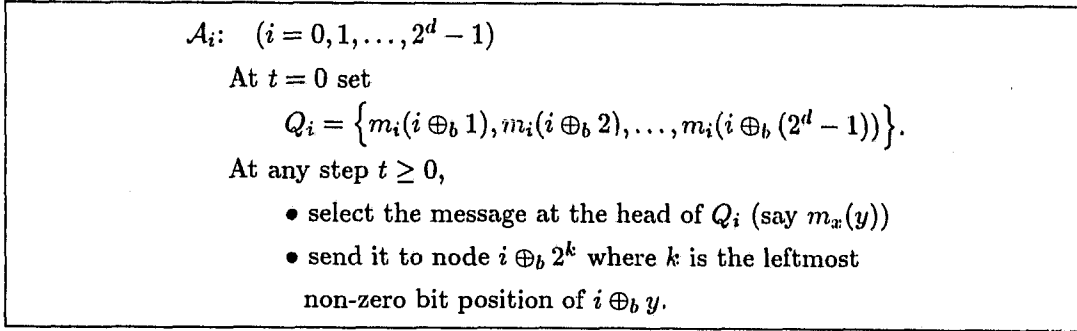 𝒜ᵢ: (i = 0, 1, . . . , 2ᵈ − 1)
At t = 0 set
Qᵢ = {mᵢ(i ⊕_b 1), mᵢ(i ⊕_b 2), . . . , mᵢ(i ⊕_b (2ᵈ − 1))}.
At any step t ≥ 0,
• select the message at the head of Qᵢ (say mₓ(y))
• send it to node i ⊕_b 2ᵏ where k is the leftmost
non-zero bit position of i ⊕_b y.